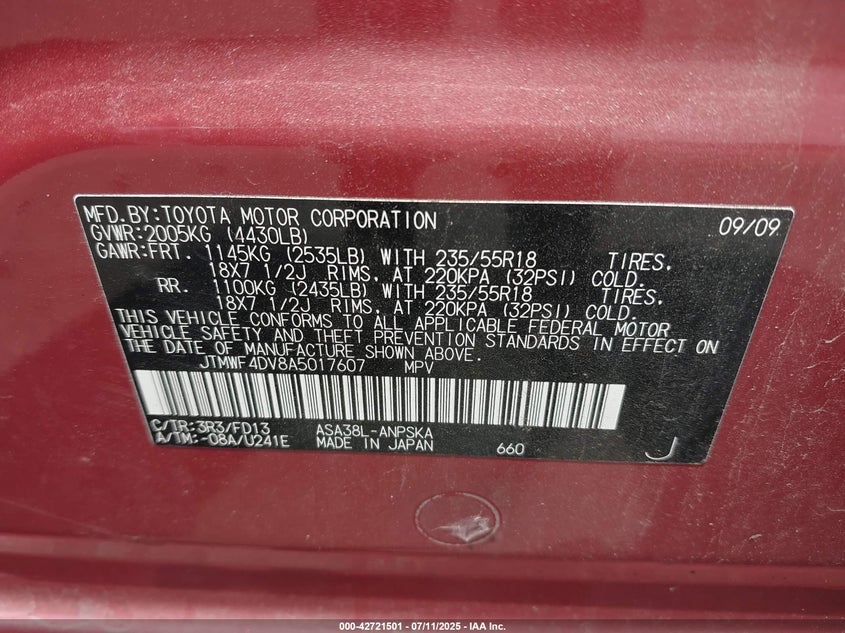 MFD.BY:TOYOTA MOTOR CORPORATION 09/09
GVWR:2005KG (4430LB)
GAWR:FRT. 1145KG (2535LB) WITH 235/55R18 TIRES.
18X7 1/2J RIMS. AT 220KPA (32PSI) COLD.
RR. 1100KG (2435LB) WITH 235/55R18 TIRES.
18X7 1/2J RIMS. AT 220KPA (32PSI) COLD.
THIS VEHICLE CONFORMS TO ALL APPLICABLE FEDERAL MOTOR
VEHICLE SAFETY AND THEFT PREVENTION STANDARDS IN EFFECT ON
THE DATE OF MANUFACTURE SHOWN ABOVE.
JTMWF4DV8A5017607 MPV
C/TR:3R3/FD13 ASA38L-ANPSKA
A/TM:-08A/U241E MADE IN JAPAN 660 J
000-42721501 - 07/11/2025 - IAA Inc.